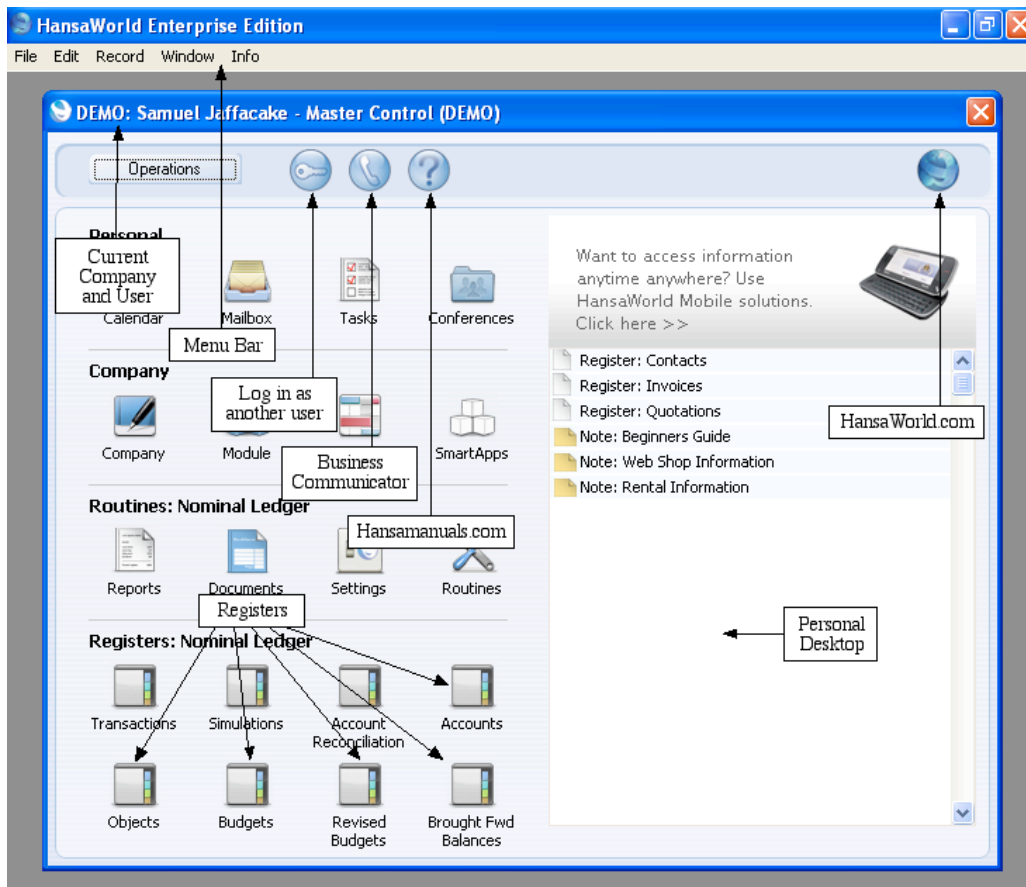 HansaWorld Enterprise Edition
File Edit Record Window Info
DEMO: Samuel Jaffacake - Master Control (DEMO)
Operations
Personal
Current
Company
and User
Calendar
Mailbox
Tasks
Conferences
Menu Bar
Company
Log in as
another user
Company
Module
SmartApps
Business
Communicator
Routines: Nominal Ledger
Hansamanuals.com
Reports
Documents
Settings
Routines
Registers
Registers: Nominal Ledger
Transactions
Simulations
Account
Reconciliation
Accounts
Objects
Budgets
Revised
Budgets
Brought Fwd
Balances
Want to access information
anytime anywhere? Use
HansaWorld Mobile solutions.
Click here >>
Register: Contacts
Register: Invoices
Register: Quotations
Note: Beginners Guide
Note: Web Shop Information
Note: Rental Information
HansaWorld.com
Personal
Desktop